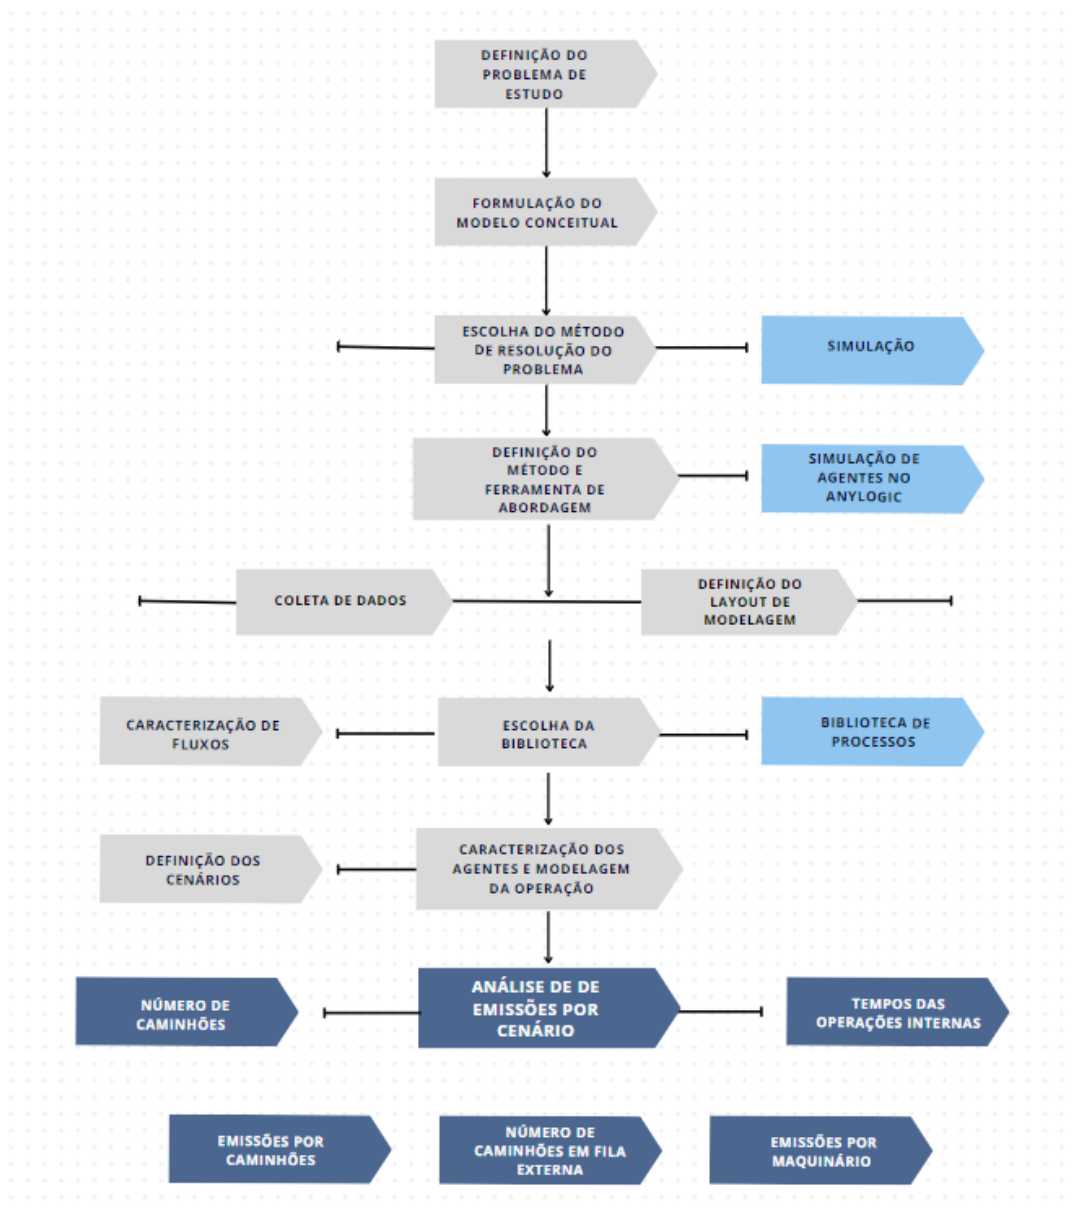 DEFINIÇÃO DO
PROBLEMA DE
ESTUDO
FORMULAÇÃO DO
MODELO CONCEITUAL
ESCOLHA DO MÉTODO
DE RESOLUÇÃO DO
PROBLEMA
SIMULAÇÃO
DEFINIÇÃO DO
MÉTODO E
FERRAMENTA DE
ABORDAGEM
SIMULAÇÃO DE
AGENTES NO
ANYLOGIC
COLETA DE DADOS
DEFINIÇÃO DO
LAYOUT DE
MODELAGEM
CARACTERIZAÇÃO DE
FLUXOS
ESCOLHA DA
BIBLIOTECA
BIBLIOTECA DE
PROCESSOS
DEFINIÇÃO DOS
CENÁRIOS
CARACTERIZAÇÃO DOS
AGENTES E MODELAGEM
DA OPERAÇÃO
NÚMERO DE
CAMINHÕES
ANÁLISE DE DE
EMISSÕES POR
CENÁRIO
TEMPOS DAS
OPERAÇÕES INTERNAS
EMISSÕES POR
CAMINHÕES
NÚMERO DE
CAMINHÕES EM FILA
EXTERNA
EMISSÕES POR
MAQUINÁRIO